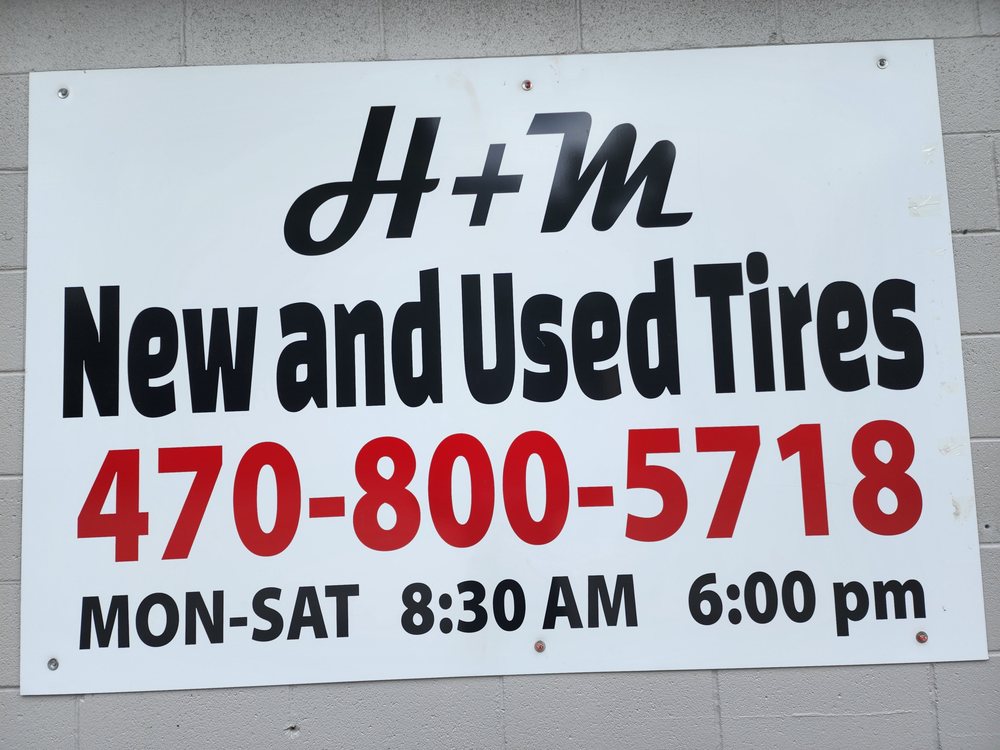 H+M
New and Used Tires
470-800-5718
MON-SAT 8:30 AM 6:00 pm